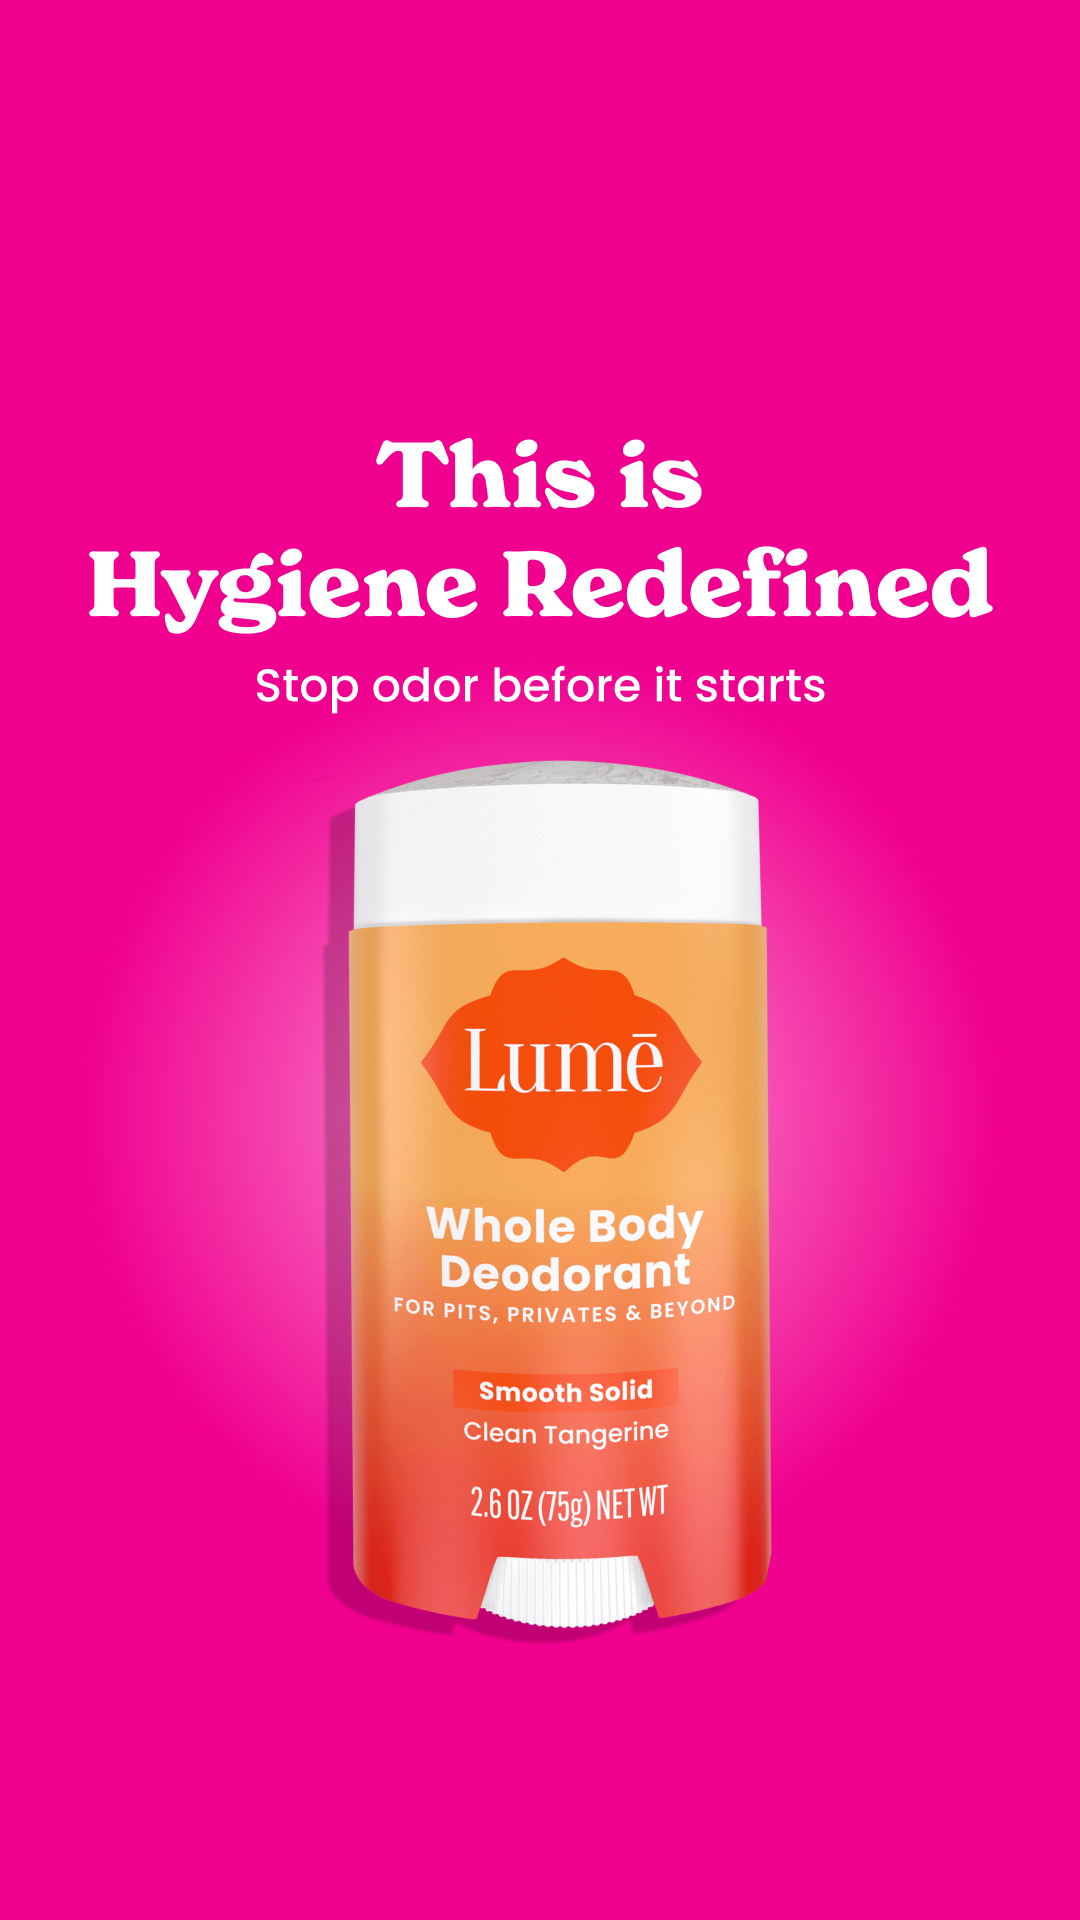 This is
Hygiene Redefined
Stop odor before it starts
Lumē
Whole Body
Deodorant
FOR PITS, PRIVATES & BEYOND
Smooth Solid
Clean Tangerine
2.6 OZ (75g) NET WT